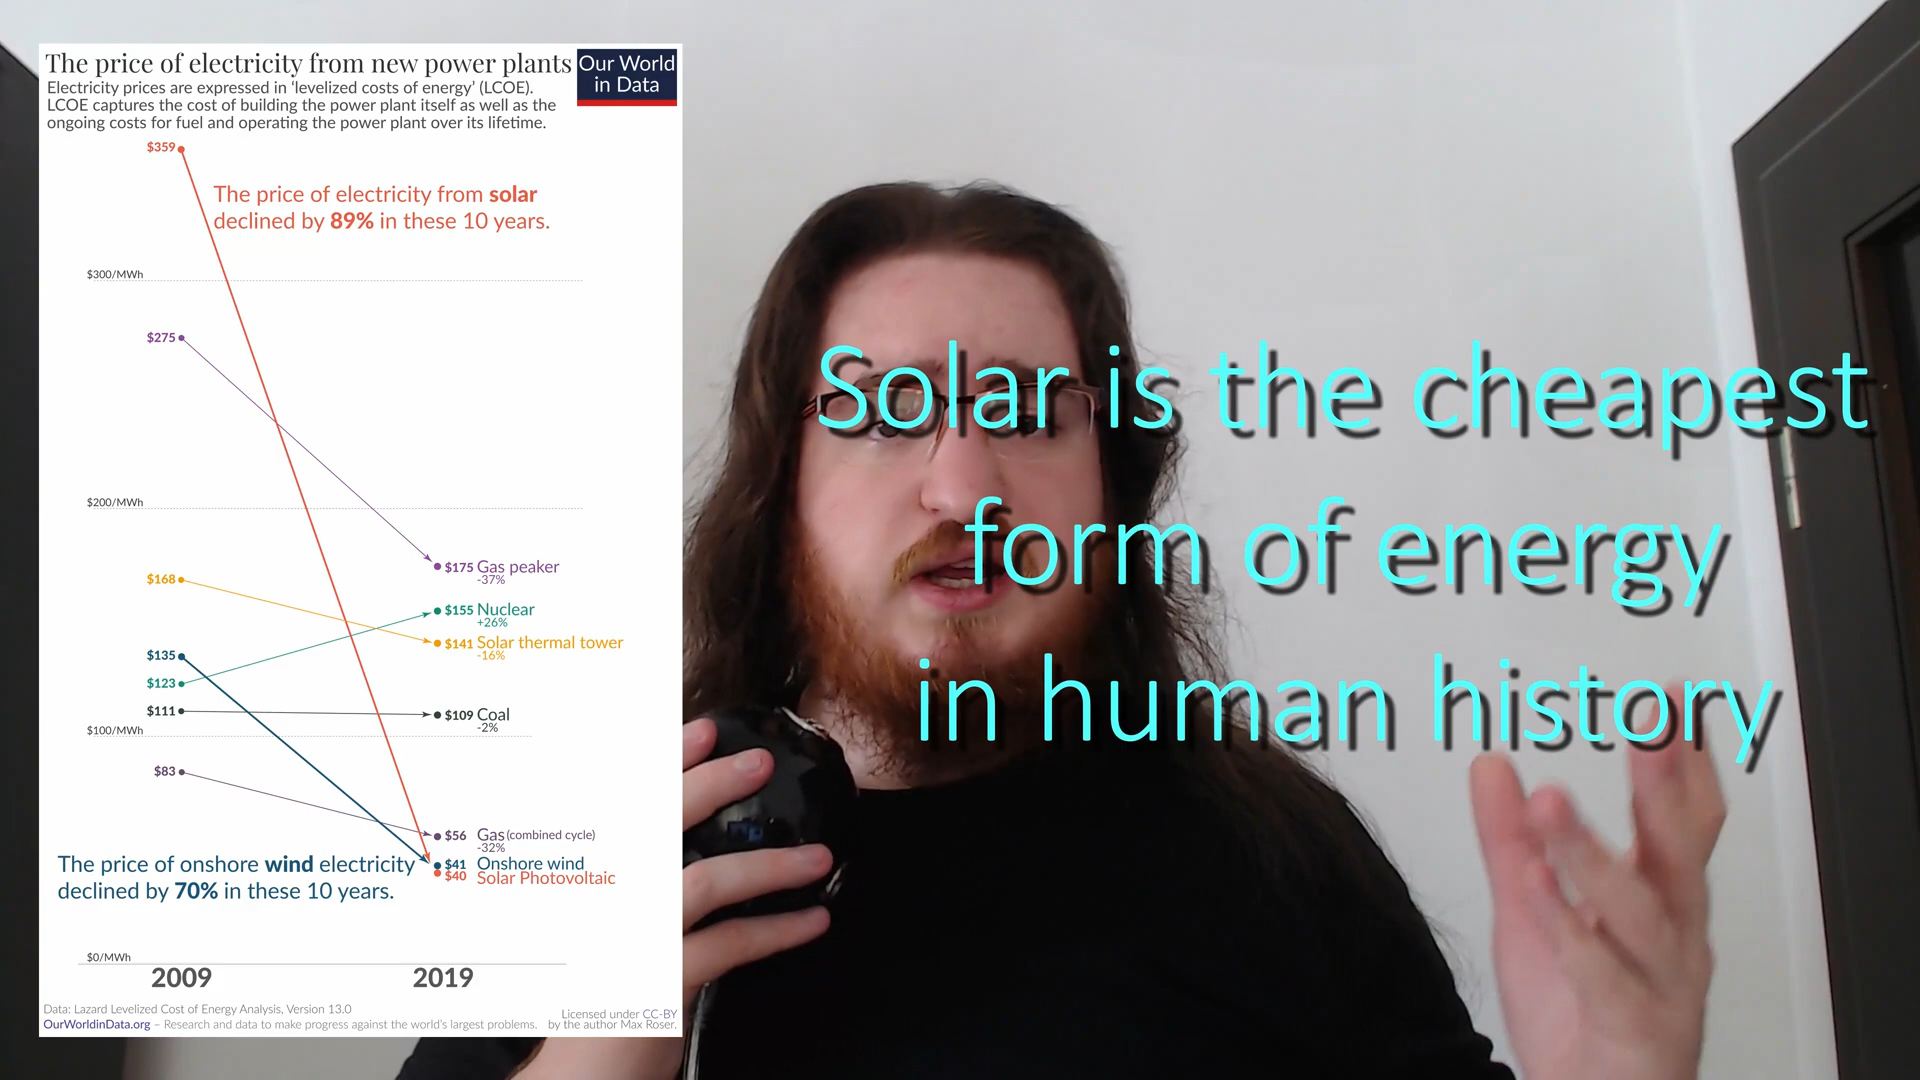 The price of electricity from new power plants
Our World
in Data
Electricity prices are expressed in ‘levelized costs of energy’ (LCOE).
LCOE captures the cost of building the power plant itself as well as the
ongoing costs for fuel and operating the power plant over its lifetime.
$359
The price of electricity from solar
declined by 89% in these 10 years.
$300/MWh
$275
$200/MWh
$175 Gas peaker
-37%
$168
$155 Nuclear
+26%
$141 Solar thermal tower
-16%
$135
$123
$111
$109 Coal
-2%
$100/MWh
$83
$56 Gas (combined cycle)
-32%
$41 Onshore wind
$40 Solar Photovoltaic
The price of onshore wind electricity
declined by 70% in these 10 years.
$0/MWh
2009 2019
Data: Lazard Levelized Cost of Energy Analysis, Version 13.0
OurWorldinData.org – Research and data to make progress against the world's largest problems.
Licensed under CC-BY
by the author Max Roser.
Solar is the cheapest
form of energy
in human history